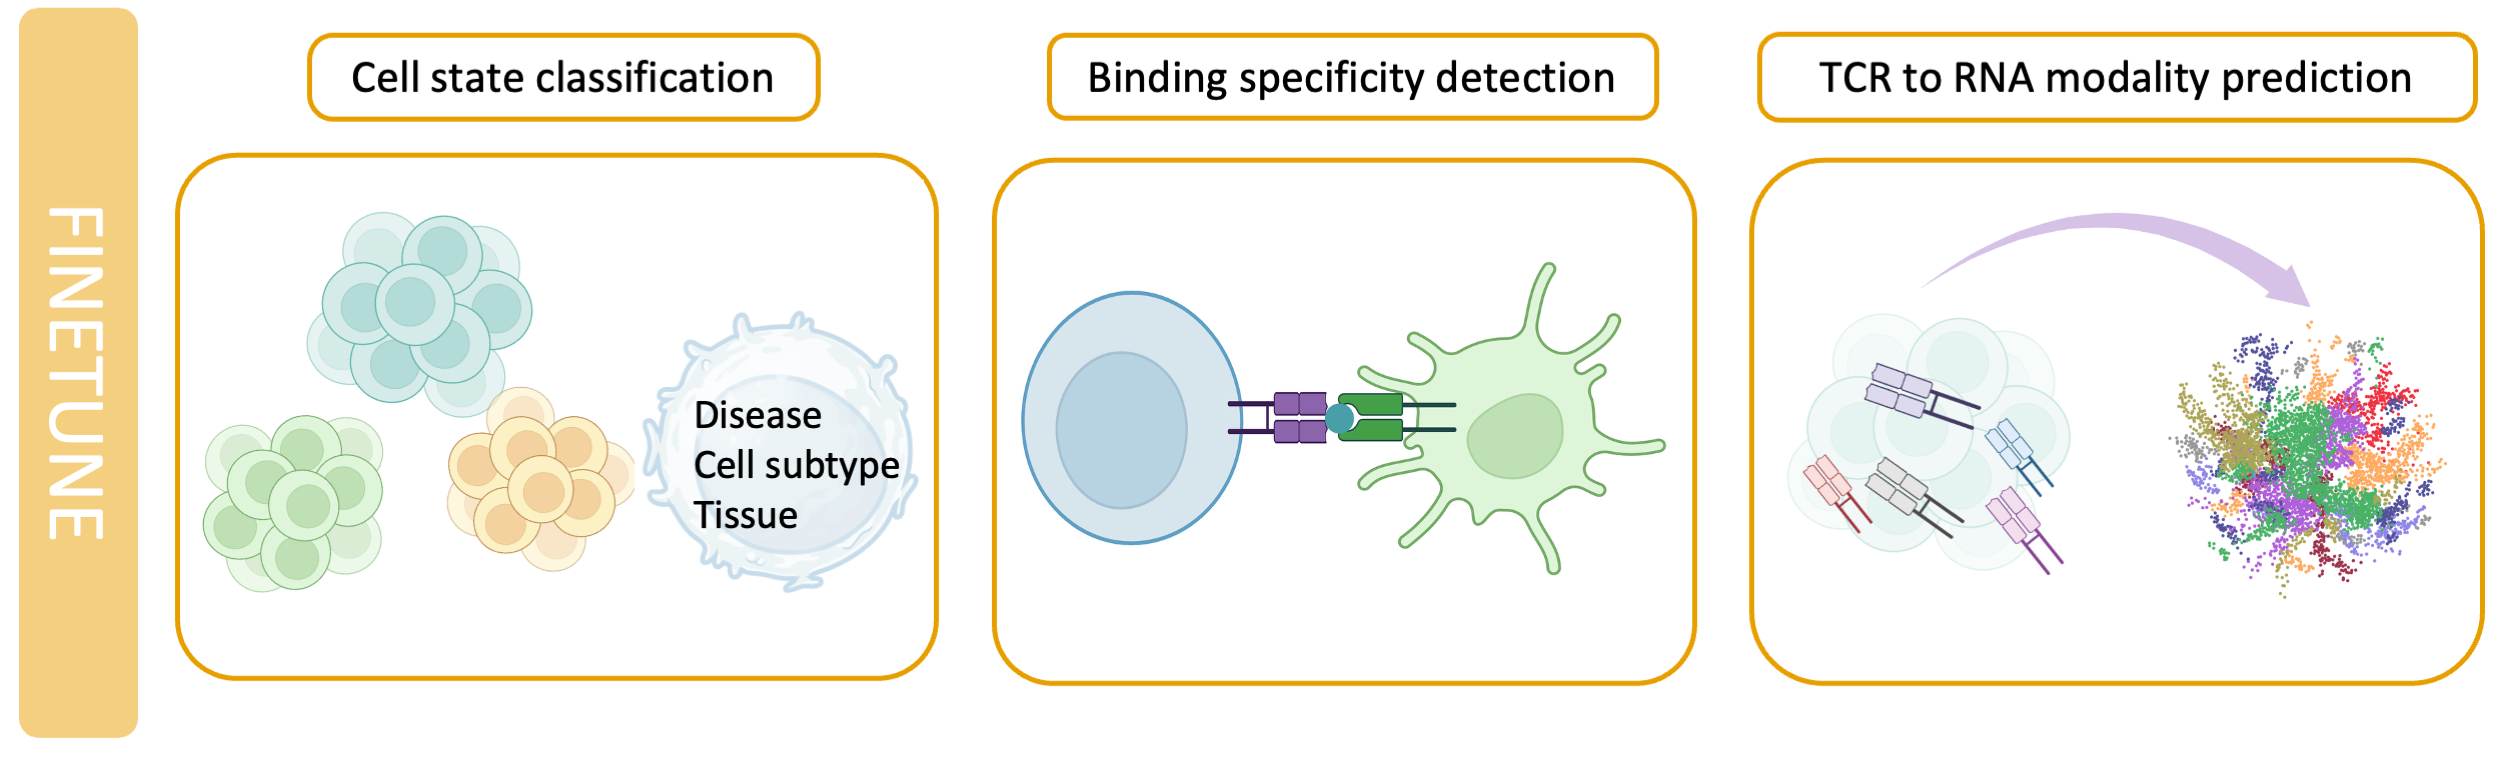 FINETUNE
Cell state classification
Binding specificity detection
TCR to RNA modality prediction
Disease
Cell subtype
Tissue